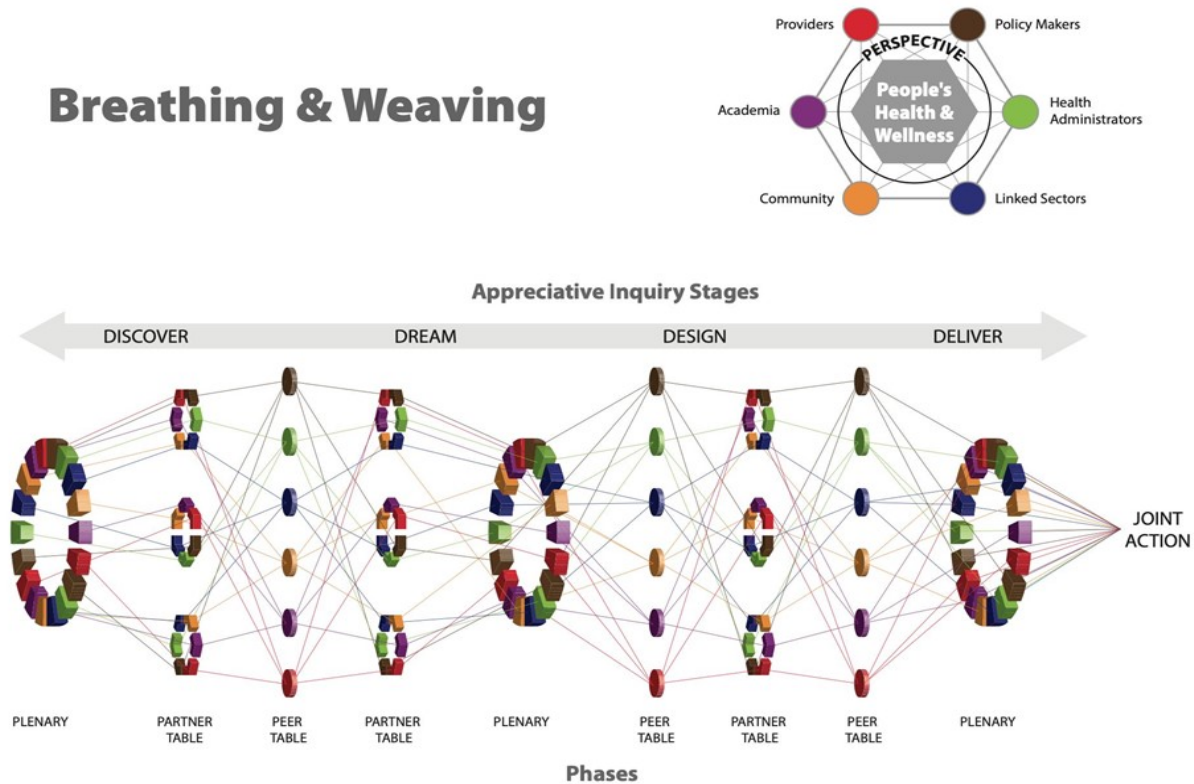 Breathing & Weaving
Providers
Policy Makers
PERSPECTIVE
People's
Health &
Wellness
Academia
Health
Administrators
Community
Linked Sectors
Appreciative Inquiry Stages
DISCOVER
DREAM
DESIGN
DELIVER
JOINT
ACTION
PLENARY
PARTNER
TABLE
PEER
TABLE
PARTNER
TABLE
PLENARY
PEER
TABLE
PARTNER
TABLE
PEER
TABLE
PLENARY
Phases